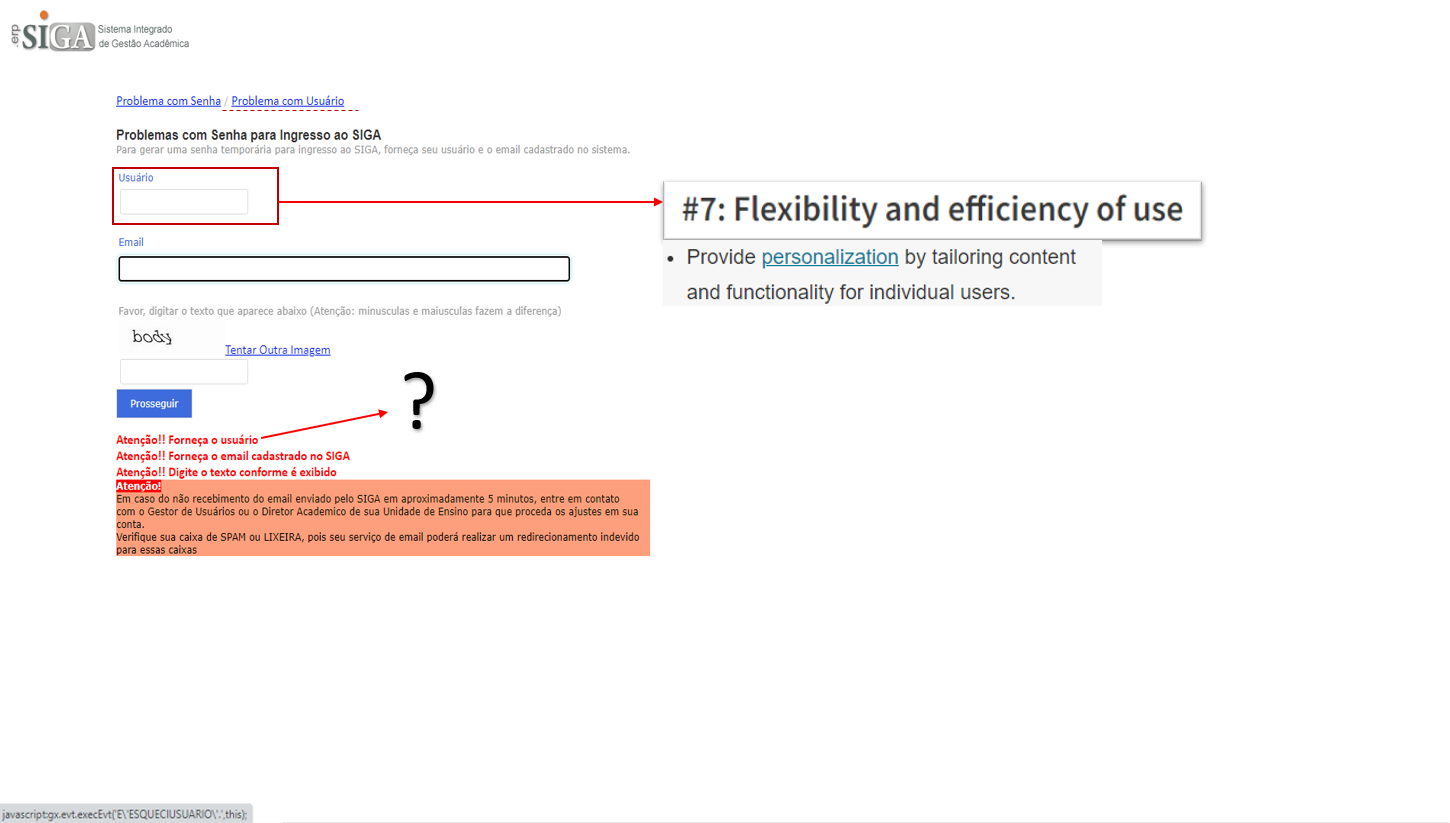 .erp SIGA Sistema Integrado
de Gestão Acadêmica
Problema com Senha / Problema com Usuário
Problemas com Senha para Ingresso ao SIGA
Para gerar uma senha temporária para ingresso ao SIGA, forneça seu usuário e o email cadastrado no sistema.
Usuário
#7: Flexibility and efficiency of use
• Provide personalization by tailoring content
and functionality for individual users.
Email
Favor, digitar o texto que aparece abaixo (Atenção: minusculas e maiusculas fazem a diferença)
body
Tentar Outra Imagem
Prosseguir
?
Atenção!! Forneça o usuário
Atenção!! Forneça o email cadastrado no SIGA
Atenção!! Digite o texto conforme é exibido
Atenção!
Em caso do não recebimento do email enviado pelo SIGA em aproximadamente 5 minutos, entre em contato
com o Gestor de Usuários ou o Diretor Academico de sua Unidade de Ensino para que proceda os ajustes em sua
conta.
Verifique sua caixa de SPAM ou LIXEIRA, pois seu serviço de email poderá realizar um redirecionamento indevido
para essas caixas
javascript:gx.evt.execEvt('E\'ESQUECIUSUARIO\'.',this);